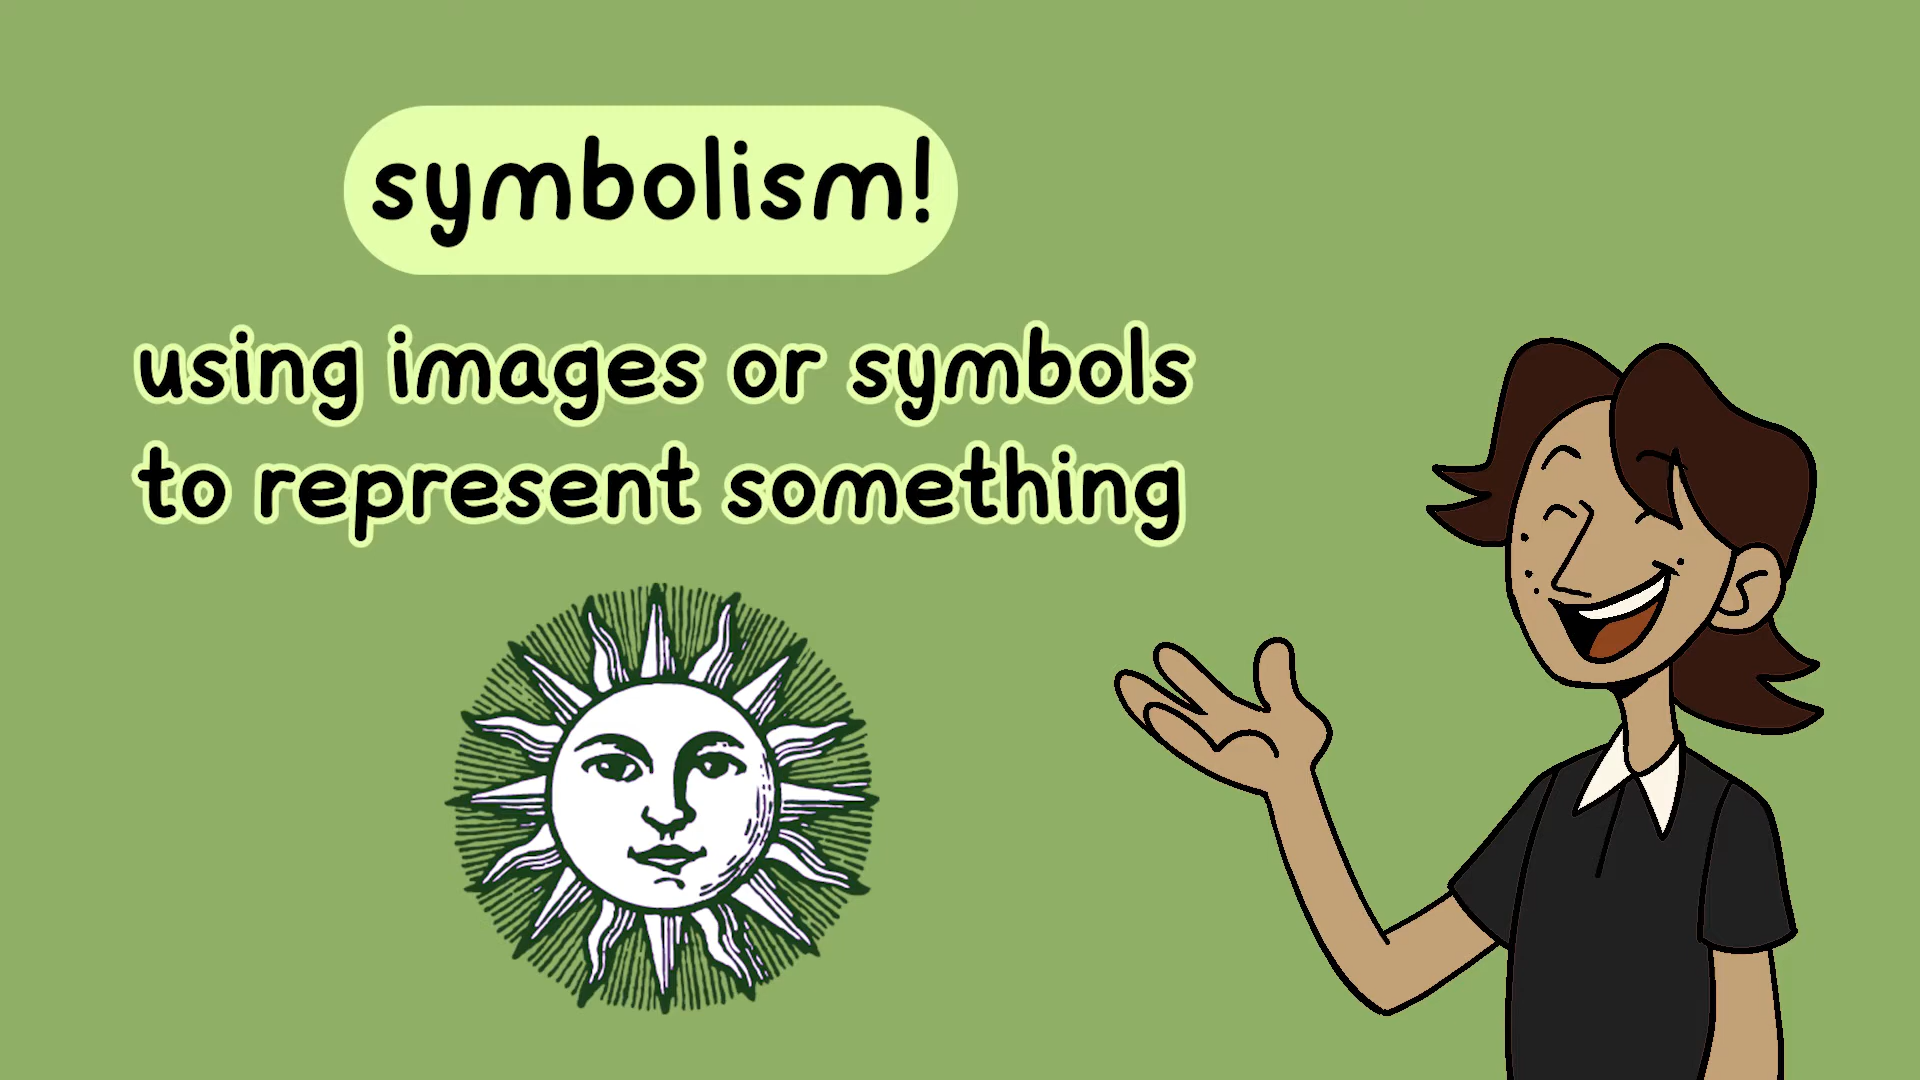 symbolism!
using images or symbols
to represent something